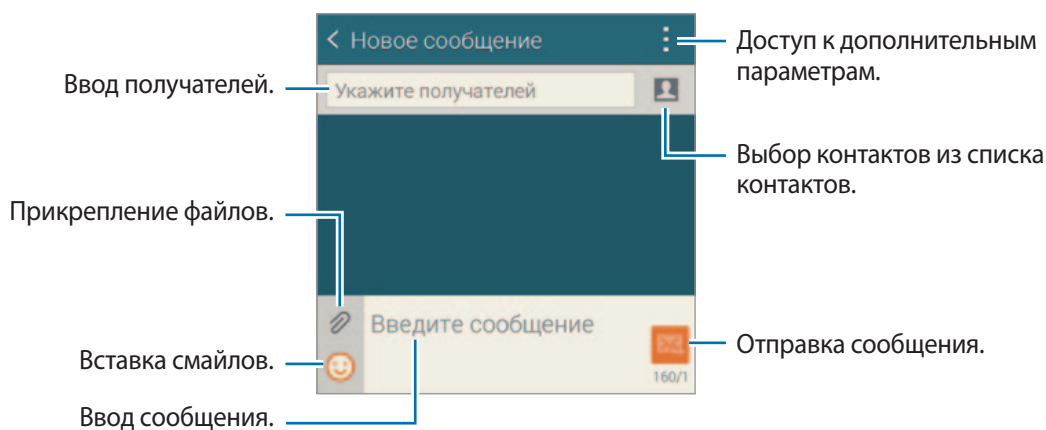 Новое сообщение
Доступ к дополнительным
параметрам.
Ввод получателей.
Укажите получателей
Выбор контактов из списка
контактов.
Прикрепление файлов.
Введите сообщение
Отправка сообщения.
Вставка смайлов.
160/1
Ввод сообщения.